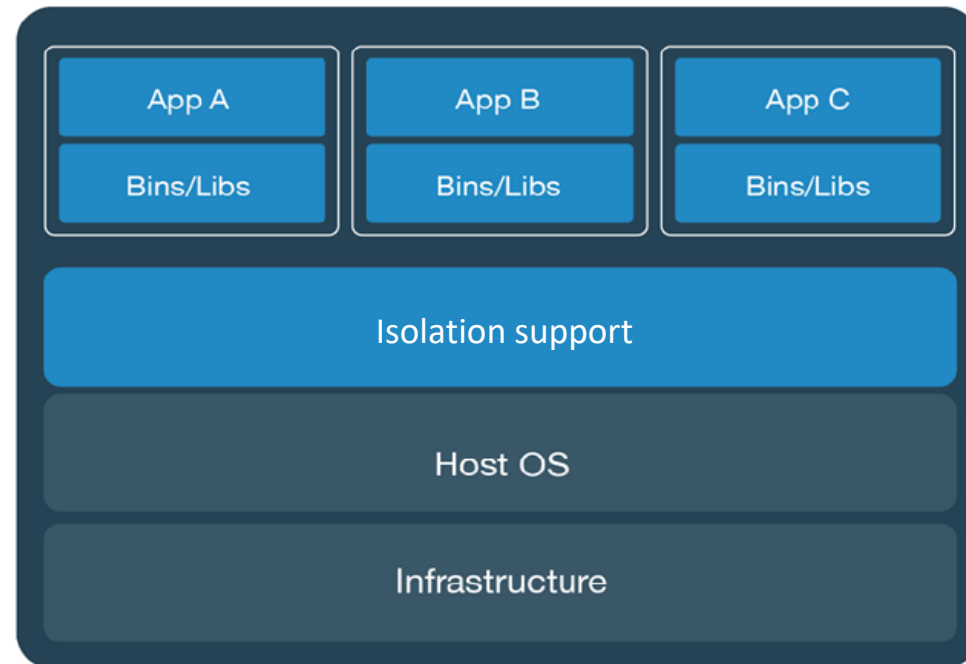 App A
App B
App C
Bins/Libs
Bins/Libs
Bins/Libs
Isolation support
Host OS
Infrastructure